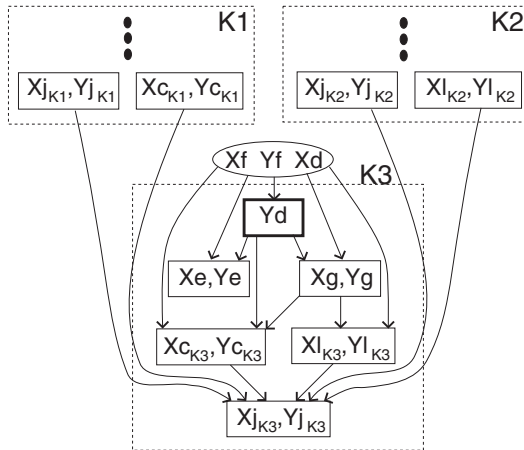 K1
K2
Xj_K1,Yj_K1
Xc_K1,Yc_K1
Xj_K2,Yj_K2
Xl_K2,Yl_K2
Xf Yf Xd
K3
Yd
Xe,Ye
Xg,Yg
Xc_K3,Yc_K3
Xl_K3,Yl_K3
Xj_K3,Yj_K3